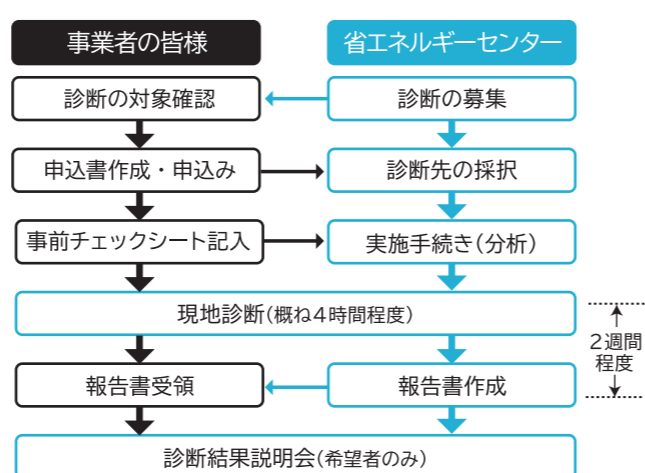 事業者の皆様
省エネルギーセンター
診断の対象確認
診断の募集
申込書作成・申込み
診断先の採択
事前チェックシート記入
実施手続き(分析)
現地診断(概ね4時間程度)
2週間
程度
報告書受領
報告書作成
診断結果説明会(希望者のみ)